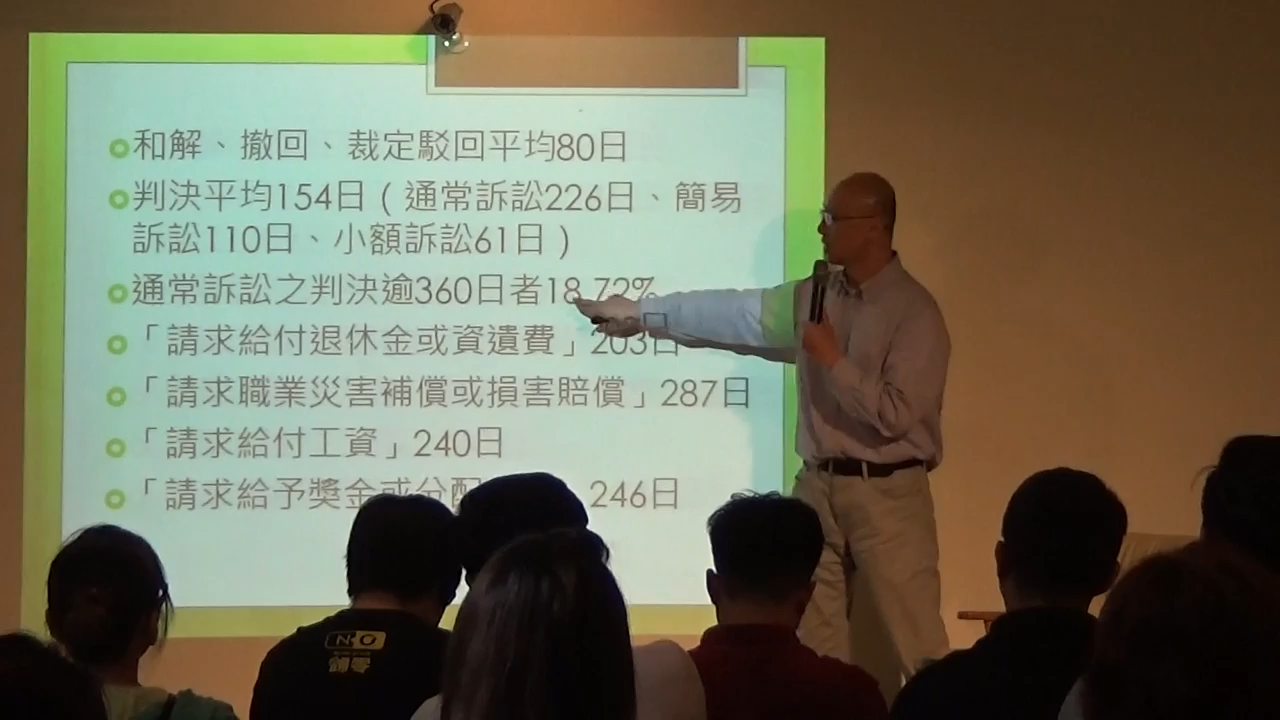 和解、撤回、裁定駁回平均80日
判決平均154日(通常訴訟226日、簡易
訴訟110日、小額訴訟61日)
通常訴訟之判決逾360日者18.72%
「請求給付退休金或資遺費」203日
「請求職業災害補償或損害賠償」287日
「請求給付工資」240日
「請求給予獎金或分配 246日
NO